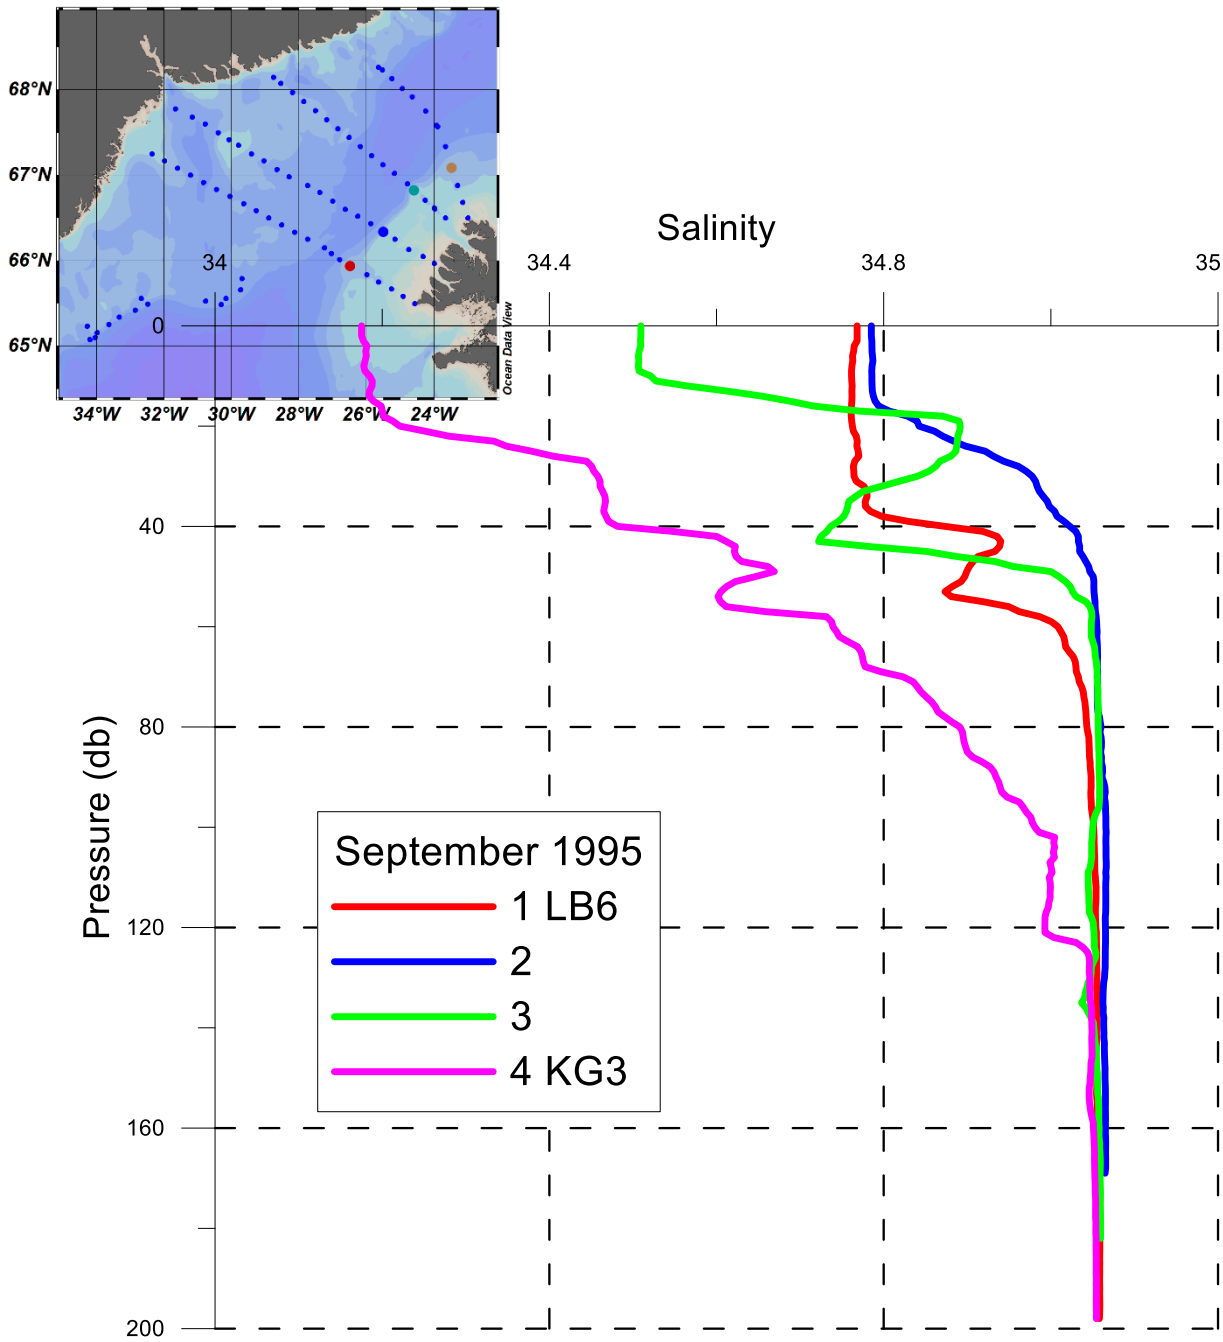 68°N
67°N
66°N
65°N
34°W
32°W
30°W
28°W
26°W
24°W
Ocean Data View
Salinity
34
34.4
34.8
35
0
40
80
120
160
200
Pressure (db)
September 1995
1 LB6
2
3
4 KG3